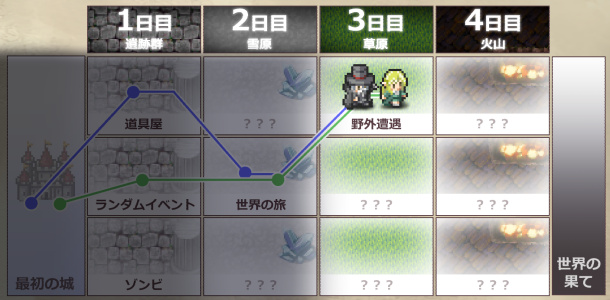 1日目
遺跡群
2日目
雪原
3日目
草原
4日目
火山
道具屋
? ? ?
野外遭遇
? ? ?
ランダムイベント
世界の旅
? ? ?
? ? ?
最初の城
ゾンビ
? ? ?
? ? ?
? ? ?
世界の
果て